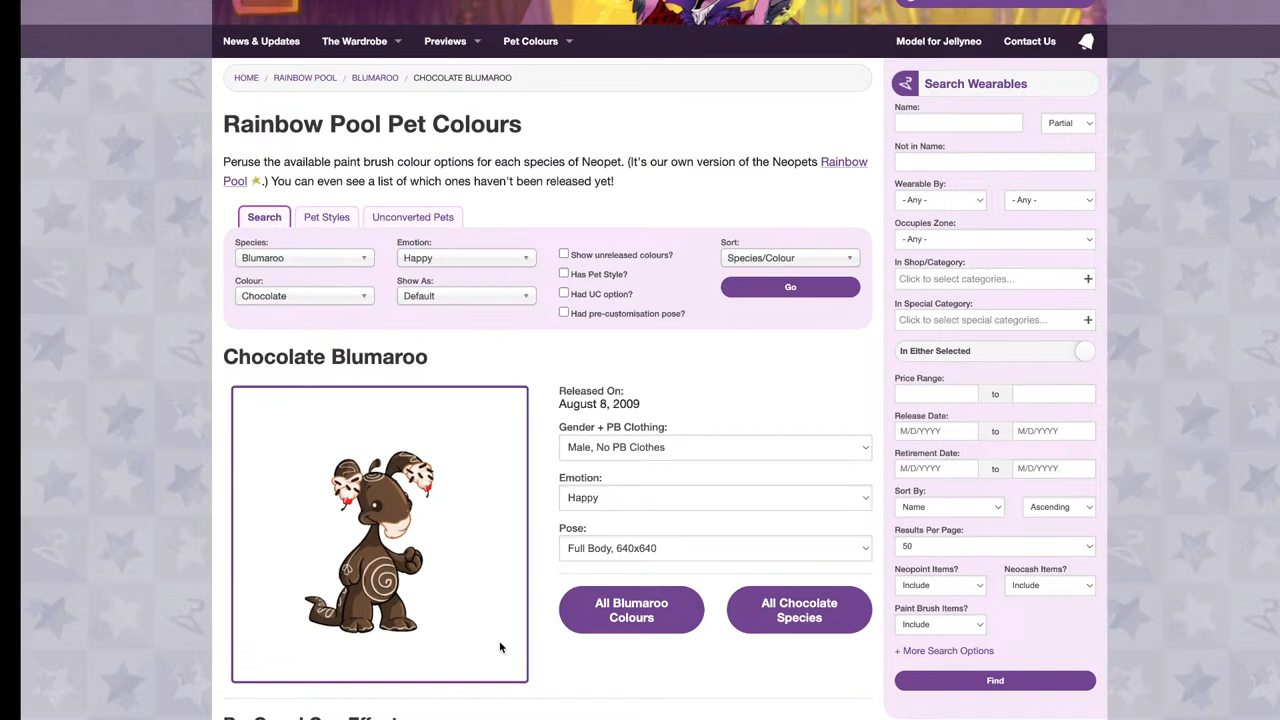 News & Updates
The Wardrobe
Previews
Pet Colours
Model for Jellyneo
Contact Us
HOME
RAINBOW POOL
BLUMAROO
CHOCOLATE BLUMAROO
Rainbow Pool Pet Colours
Peruse the available paint brush colour options for each species of Neopet. (It's our own version of the Neopets Rainbow
Pool .) You can even see a list of which ones haven't been released yet!
Search
Pet Styles
Unconverted Pets
Species:
Blumaroo
Emotion:
Happy
Colour:
Chocolate
Show As:
Default
Show unreleased colours?
Has Pet Style?
Had UC option?
Had pre-customisation pose?
Sort:
Species/Colour
Go
Chocolate Blumaroo
Released On:
August 8, 2009
Gender + PB Clothing:
Male, No PB Clothes
Emotion:
Happy
Pose:
Full Body, 640x640
All Blumaroo
Colours
All Chocolate
Species
Search Wearables
Name:
Partial
Not in Name:
Wearable By:
- Any -
- Any -
Occupies Zone:
- Any -
In Shop/Category:
Click to select categories... +
In Special Category:
Click to select special categories... +
In Either Selected
Price Range:
to
Release Date:
M/D/YYYY to M/D/YYYY
Retirement Date:
M/D/YYYY to M/D/YYYY
Sort By:
Name
Ascending
Results Per Page:
50
Neopoint Items?
Include
Neocash Items?
Include
Paint Brush Items?
Include
+ More Search Options
Find